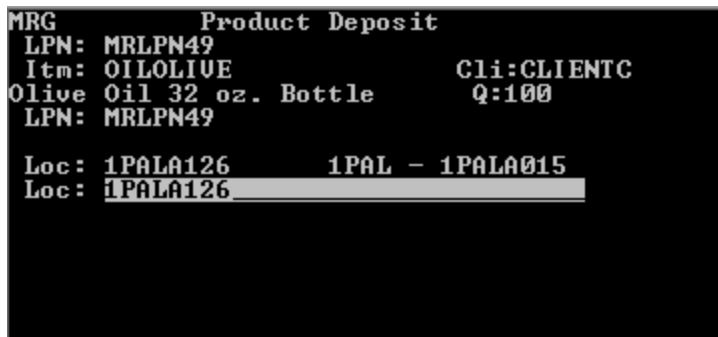 MRG Product Deposit
LPN: MRLPN49
Itm: OILOLIVE Cli:CLIENTC
Olive Oil 32 oz. Bottle Q:100
LPN: MRLPN49
Loc: 1PALA126 1PAL - 1PALA015
Loc: 1PALA126